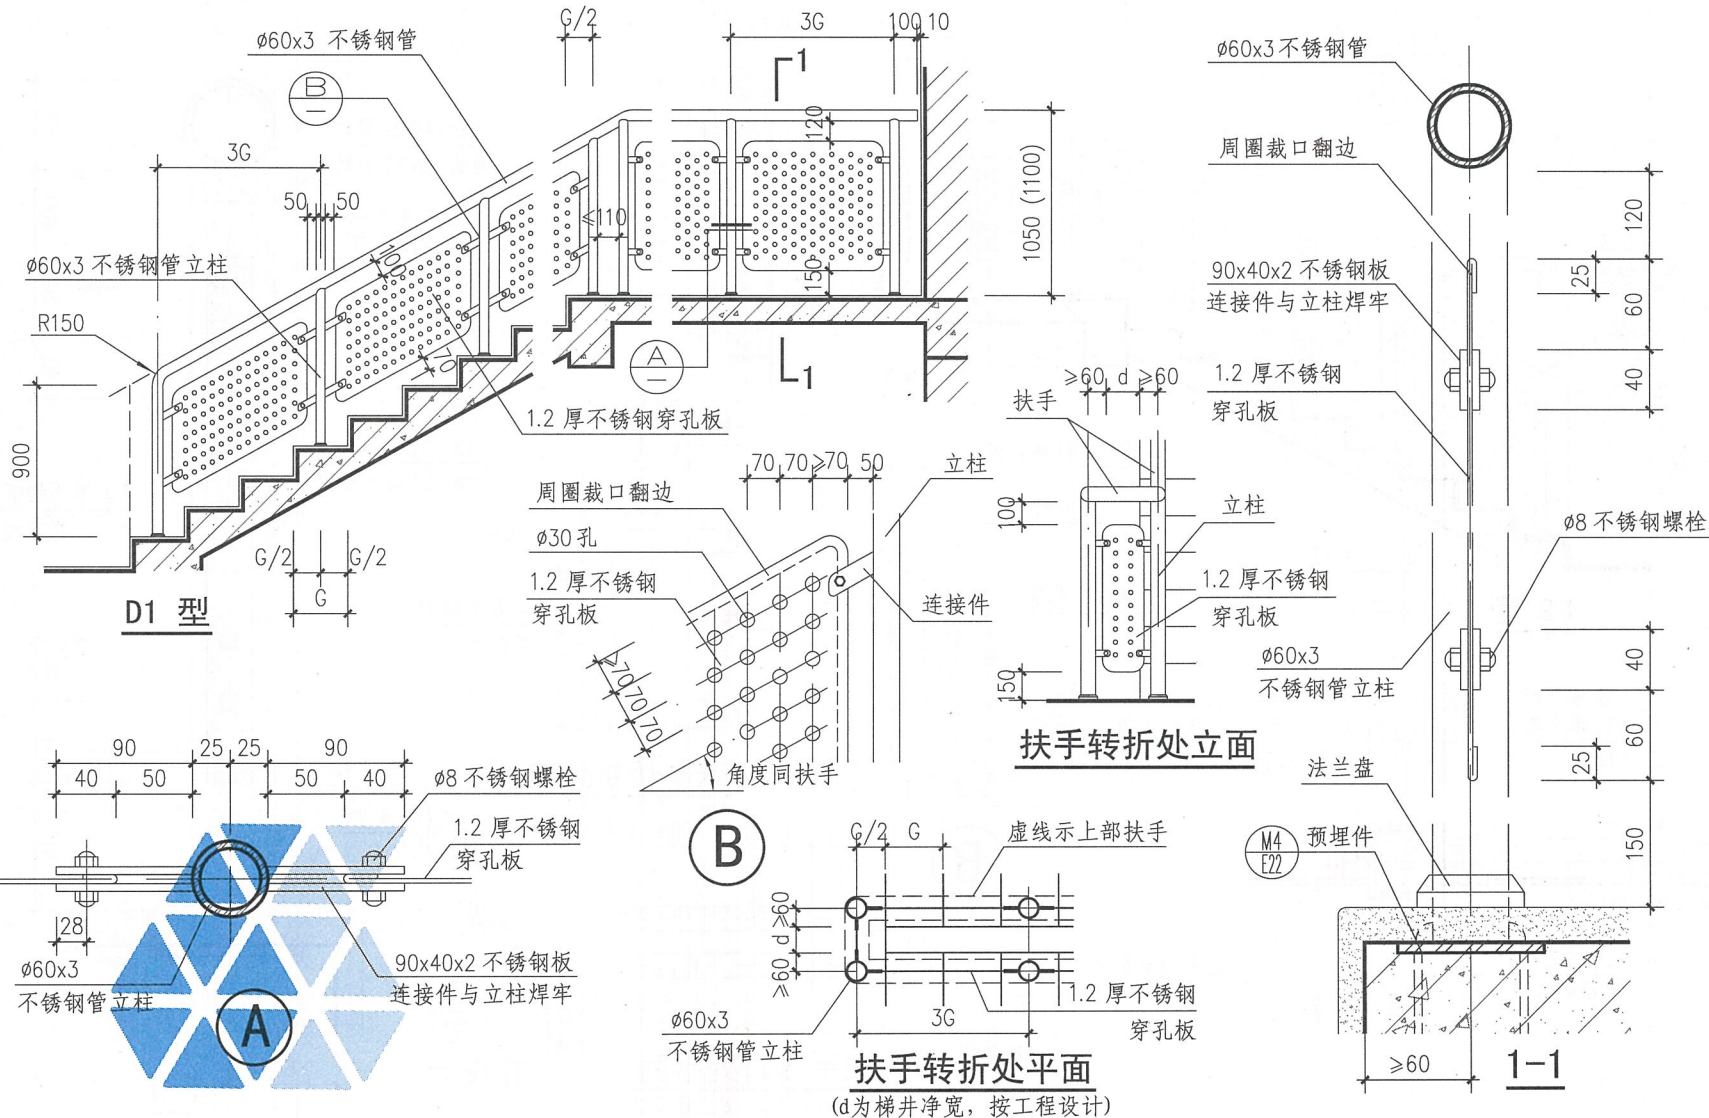 ø60x3 不锈钢管
B
—
3G
50
50
ø60x3 不锈钢管立柱
R150
900
G/2
G/2
G
D1 型
100
70
1.2 厚不锈钢穿孔板
≤110
G/2
3G
100
10
1
120
150
1050 (1100)
A
—
1
ø60x3 不锈钢管
周圈裁口翻边
90x40x2 不锈钢板
连接件与立柱焊牢
1.2 厚不锈钢
穿孔板
120
25
60
40
ø8 不锈钢螺栓
ø60x3
不锈钢管立柱
40
60
25
150
法兰盘
M4
E22
预埋件
≥60
1-1
≥60
d
≥60
扶手
立柱
100
1.2 厚不锈钢
穿孔板
150
扶手转折处立面
70
70
≥70
50
立柱
周圈裁口翻边
ø30 孔
1.2 厚不锈钢
穿孔板
连接件
≥70
70
70
角度同扶手
B
90
25
25
90
40
50
50
40
ø8 不锈钢螺栓
1.2 厚不锈钢
穿孔板
28
ø60x3
不锈钢管立柱
90x40x2 不锈钢板
连接件与立柱焊牢
A
G/2
G
虚线示上部扶手
≥60
d
≥60
1.2 厚不锈钢
穿孔板
3G
ø60x3
不锈钢管立柱
扶手转折处平面
(d为梯井净宽，按工程设计)